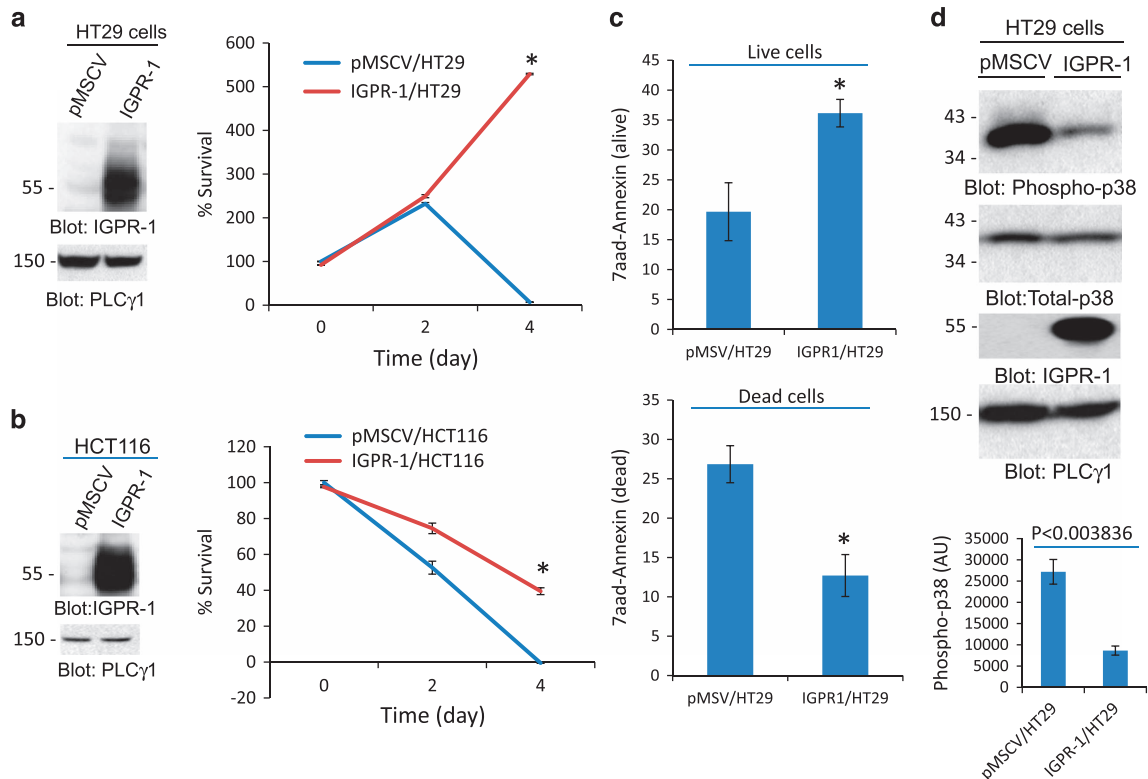 a
HT29 cells
pMSCV
IGPR-1
55 -
Blot: IGPR-1
150 -
Blot: PLCγ1
600
500
400
300
200
100
0
% Survival
pMSCV/HT29
IGPR-1/HT29
*
0 2 4
Time (day)
b
HCT116
pMSCV
IGPR-1
55 -
Blot:IGPR-1
150 -
Blot: PLCγ1
120
100
80
60
40
20
0
-20
% Survival
pMSCV/HCT116
IGPR-1/HCT116
*
0 2 4
Time (day)
c
Live cells
45
40
35
30
25
20
15
10
5
0
7aad-Annexin (alive)
*
pMSV/HT29 IGPR1/HT29
Dead cells
35
30
25
20
15
10
5
0
7aad-Annexin (dead)
*
pMSV/HT29 IGPR1/HT29
d
HT29 cells
pMSCV IGPR-1
43 -
34 -
Blot: Phospho-p38
43 -
34 -
Blot:Total-p38
55 -
Blot: IGPR-1
150 -
Blot: PLCγ1
P<0.003836
35000
30000
25000
20000
15000
10000
5000
0
Phospho-p38 (AU)
pMSCV/HT29
IGPR-1/HT29